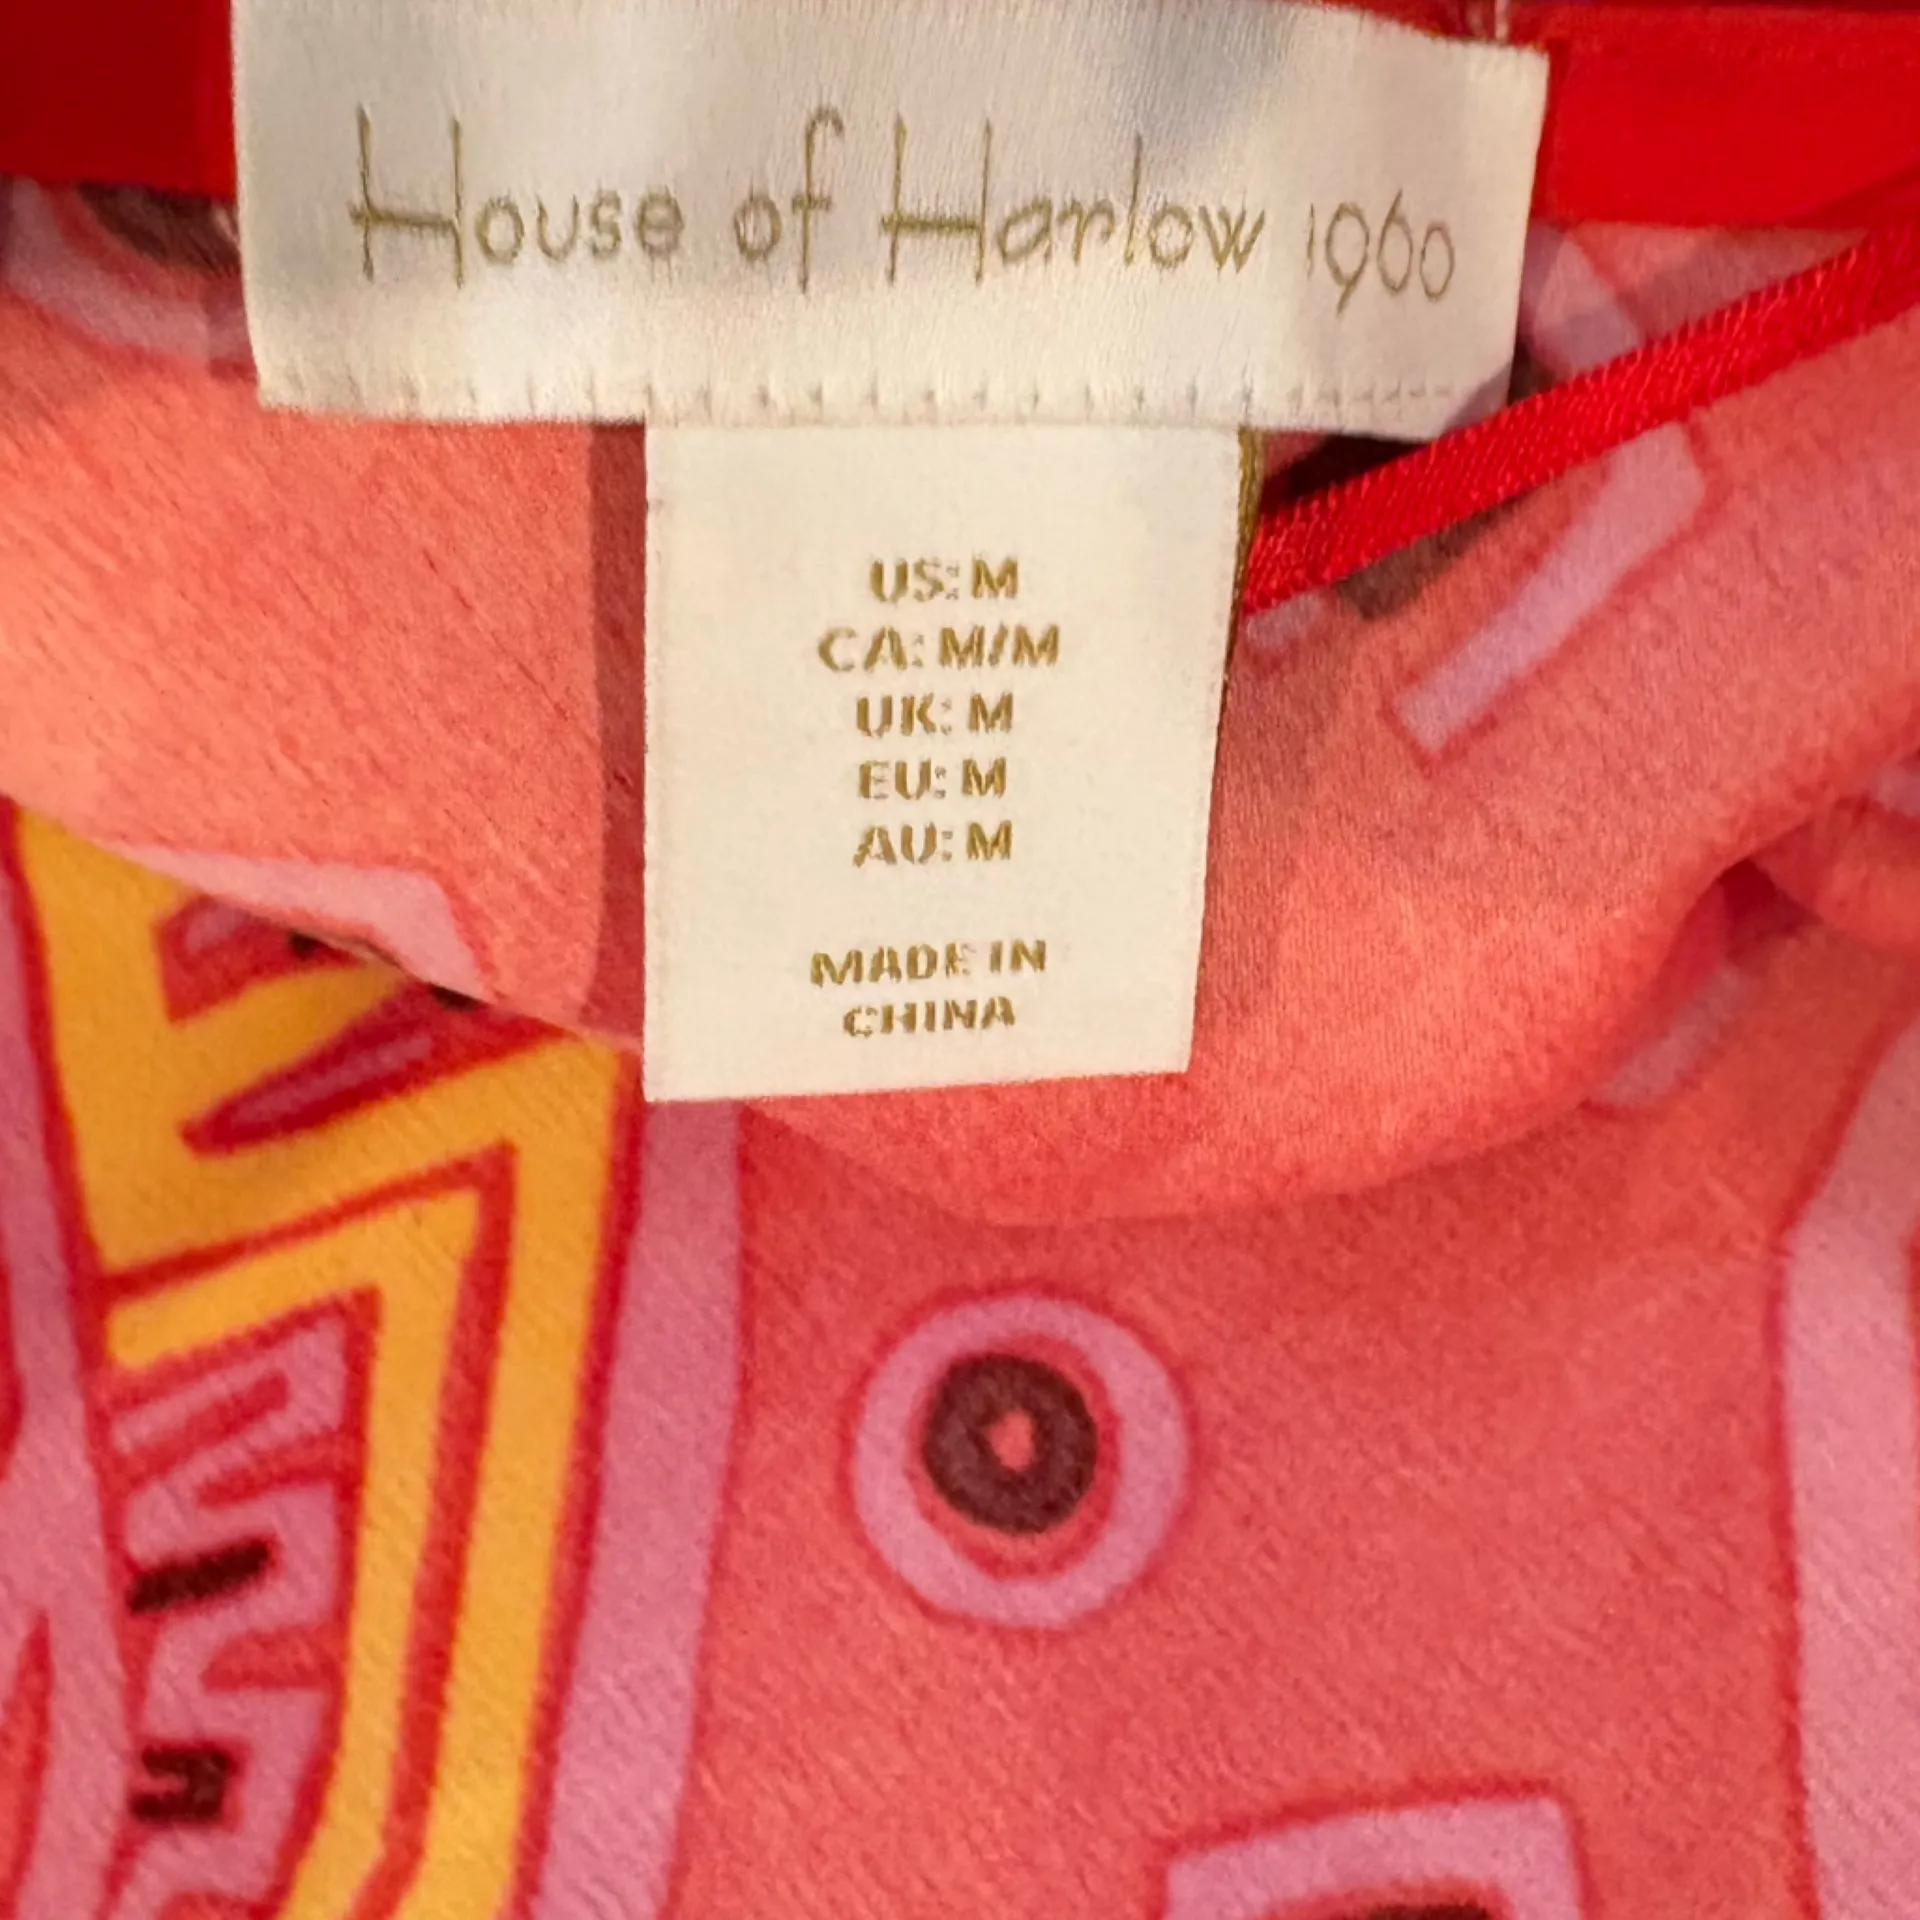 House of Harlow 1960
US: M
CA: M/M
UK: M
EU: M
AU: M
MADE IN
CHINA